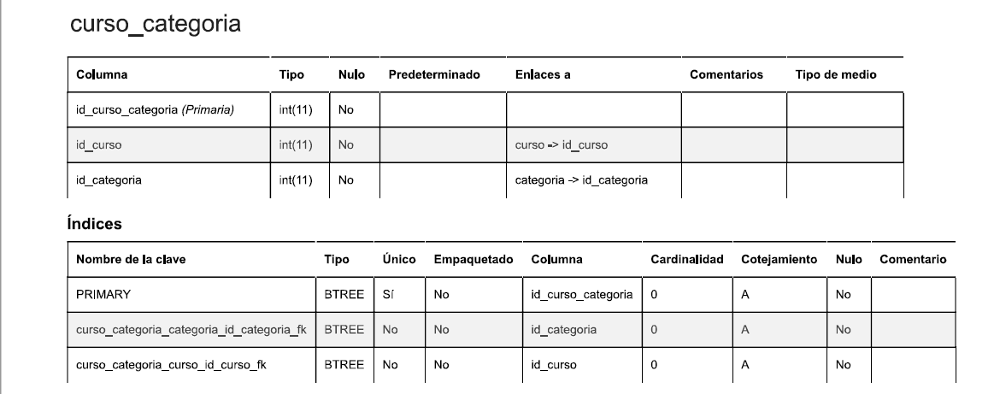 curso_categoria
Columna Tipo Nulo Predeterminado Enlaces a Comentarios Tipo de medio
id_curso_categoria (Primaria) int(11) No
id_curso int(11) No curso -> id_curso
id_categoria int(11) No categoria -> id_categoria
Índices
Nombre de la clave Tipo Único Empaquetado Columna Cardinalidad Cotejamiento Nulo Comentario
PRIMARY BTREE Sí No id_curso_categoria 0 A No
curso_categoria_categoria_id_categoria_fk BTREE No No id_categoria 0 A No
curso_categoria_curso_id_curso_fk BTREE No No id_curso 0 A No